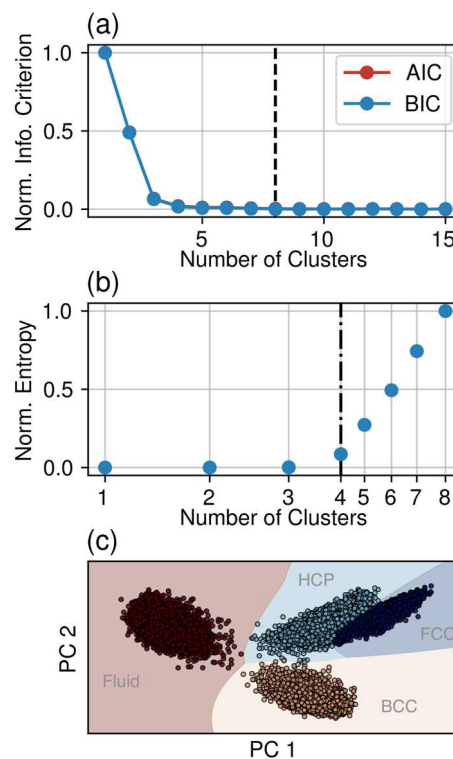 (a)
Norm. Info. Criterion
1.0
0.5
0.0
AIC
BIC
5 10 15
Number of Clusters
(b)
Norm. Entropy
1.0
0.5
0.0
1 2 3 4 5 6 7 8
Number of Clusters
(c)
PC 2
HCP
FCC
Fluid
BCC
PC 1